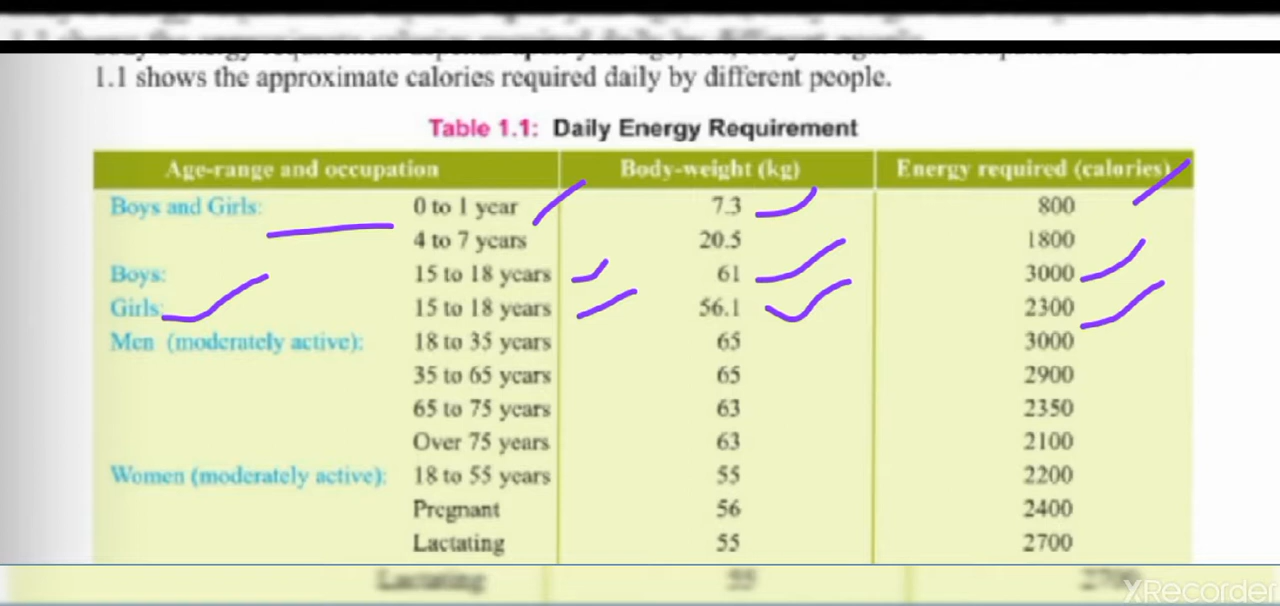 1.1 shows the approximate calories required daily by different people.
Table 1.1: Daily Energy Requirement
Age-range and occupation Body-weight (kg) Energy required (calories)
Boys and Girls: 0 to 1 year 7.3 800
4 to 7 years 20.5 1800
Boys: 15 to 18 years 61 3000
Girls: 15 to 18 years 56.1 2300
Men (moderately active): 18 to 35 years 65 3000
35 to 65 years 65 2900
65 to 75 years 63 2350
Over 75 years 63 2100
Women (moderately active): 18 to 55 years 55 2200
Pregnant 56 2400
Lactating 55 2700
Lactating 55 2700
XRecorder